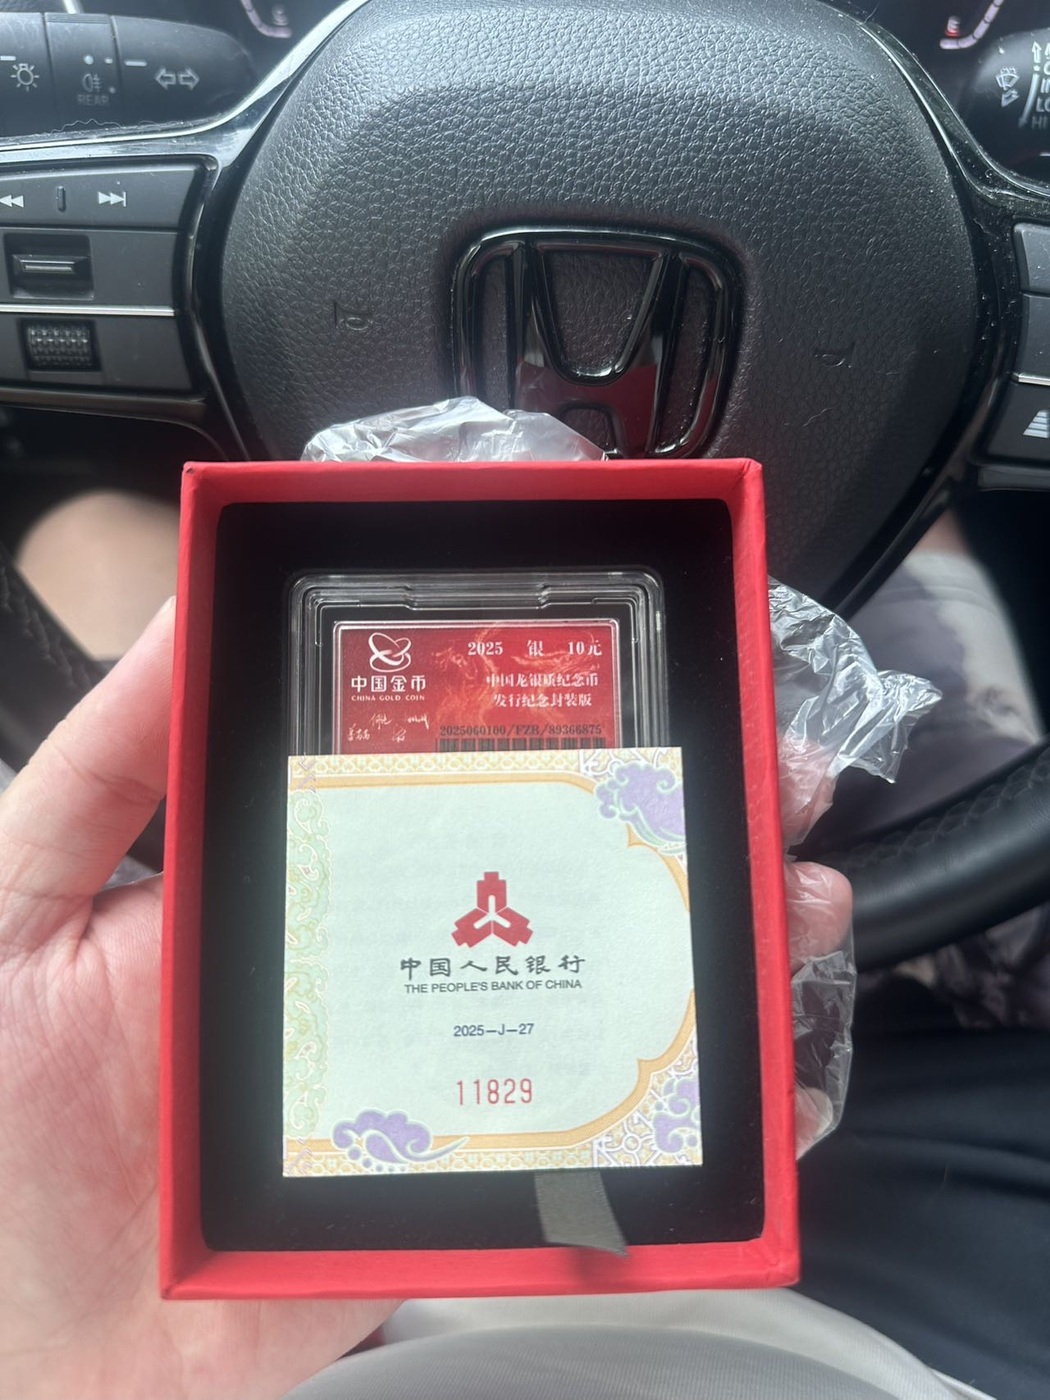 REAR
HI
中国金币
CHINA GOLD COIN
2025 银 10元
中国龙银质纪念币
发行纪念封装版
2025060100/FZB/89366875
中国人民银行
THE PEOPLE'S BANK OF CHINA
2025-J-27
11829